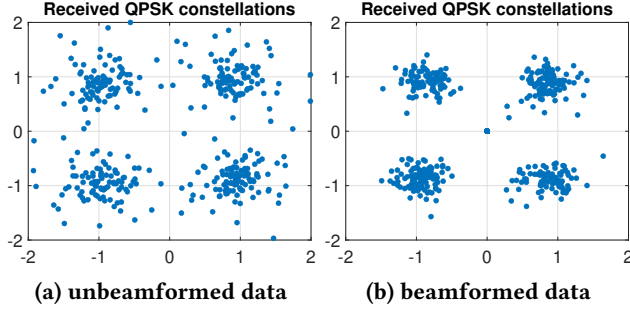 Received QPSK constellations
2
1
0
-1
-2
-2 -1 0 1 2
(a) unbeamformed data
Received QPSK constellations
2
1
0
-1
-2
-2 -1 0 1 2
(b) beamformed data